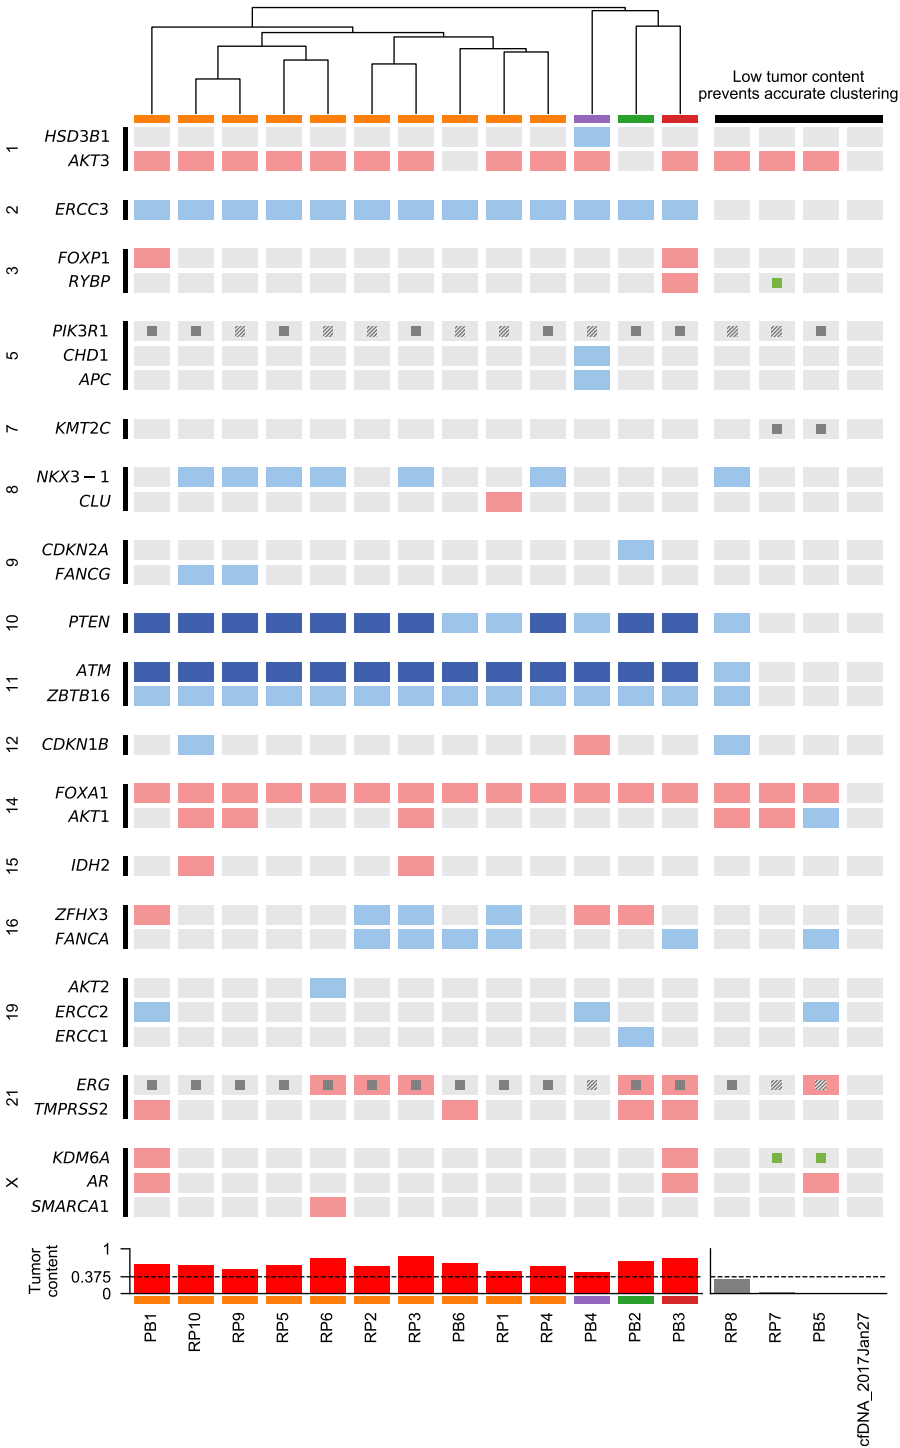 Low tumor content
prevents accurate clustering
1
HSD3B1
AKT3
2
ERCC3
3
FOXP1
RYBP
5
PIK3R1
CHD1
APC
7
KMT2C
8
NKX3−1
CLU
9
CDKN2A
FANCG
10
PTEN
11
ATM
ZBTB16
12
CDKN1B
14
FOXA1
AKT1
15
IDH2
16
ZFHX3
FANCA
19
AKT2
ERCC2
ERCC1
21
ERG
TMPRSS2
X
KDM6A
AR
SMARCA1
Tumor
content
1
0.375
0
PB1
RP10
RP9
RP5
RP6
RP2
RP3
PB6
RP1
RP4
PB4
PB2
PB3
RP8
RP7
PB5
cfDNA_2017Jan27